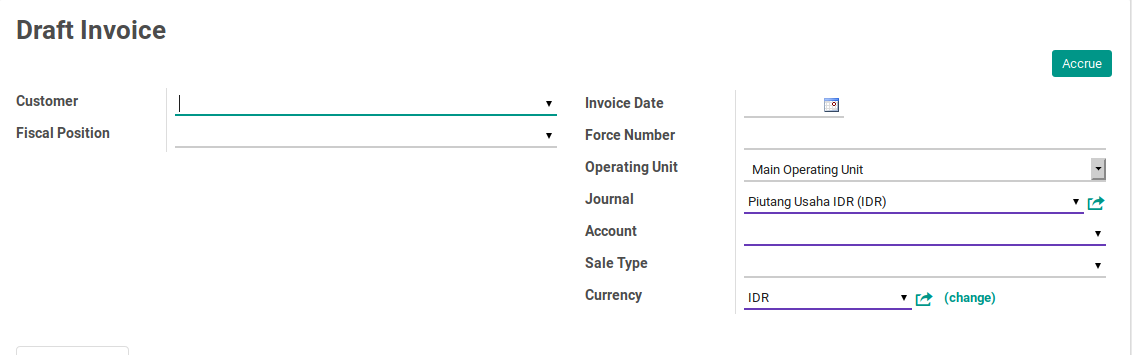 Draft Invoice
Accrue
Customer
Fiscal Position
Invoice Date
Force Number
Operating Unit Main Operating Unit
Journal Piutang Usaha IDR (IDR)
Account
Sale Type
Currency IDR (change)